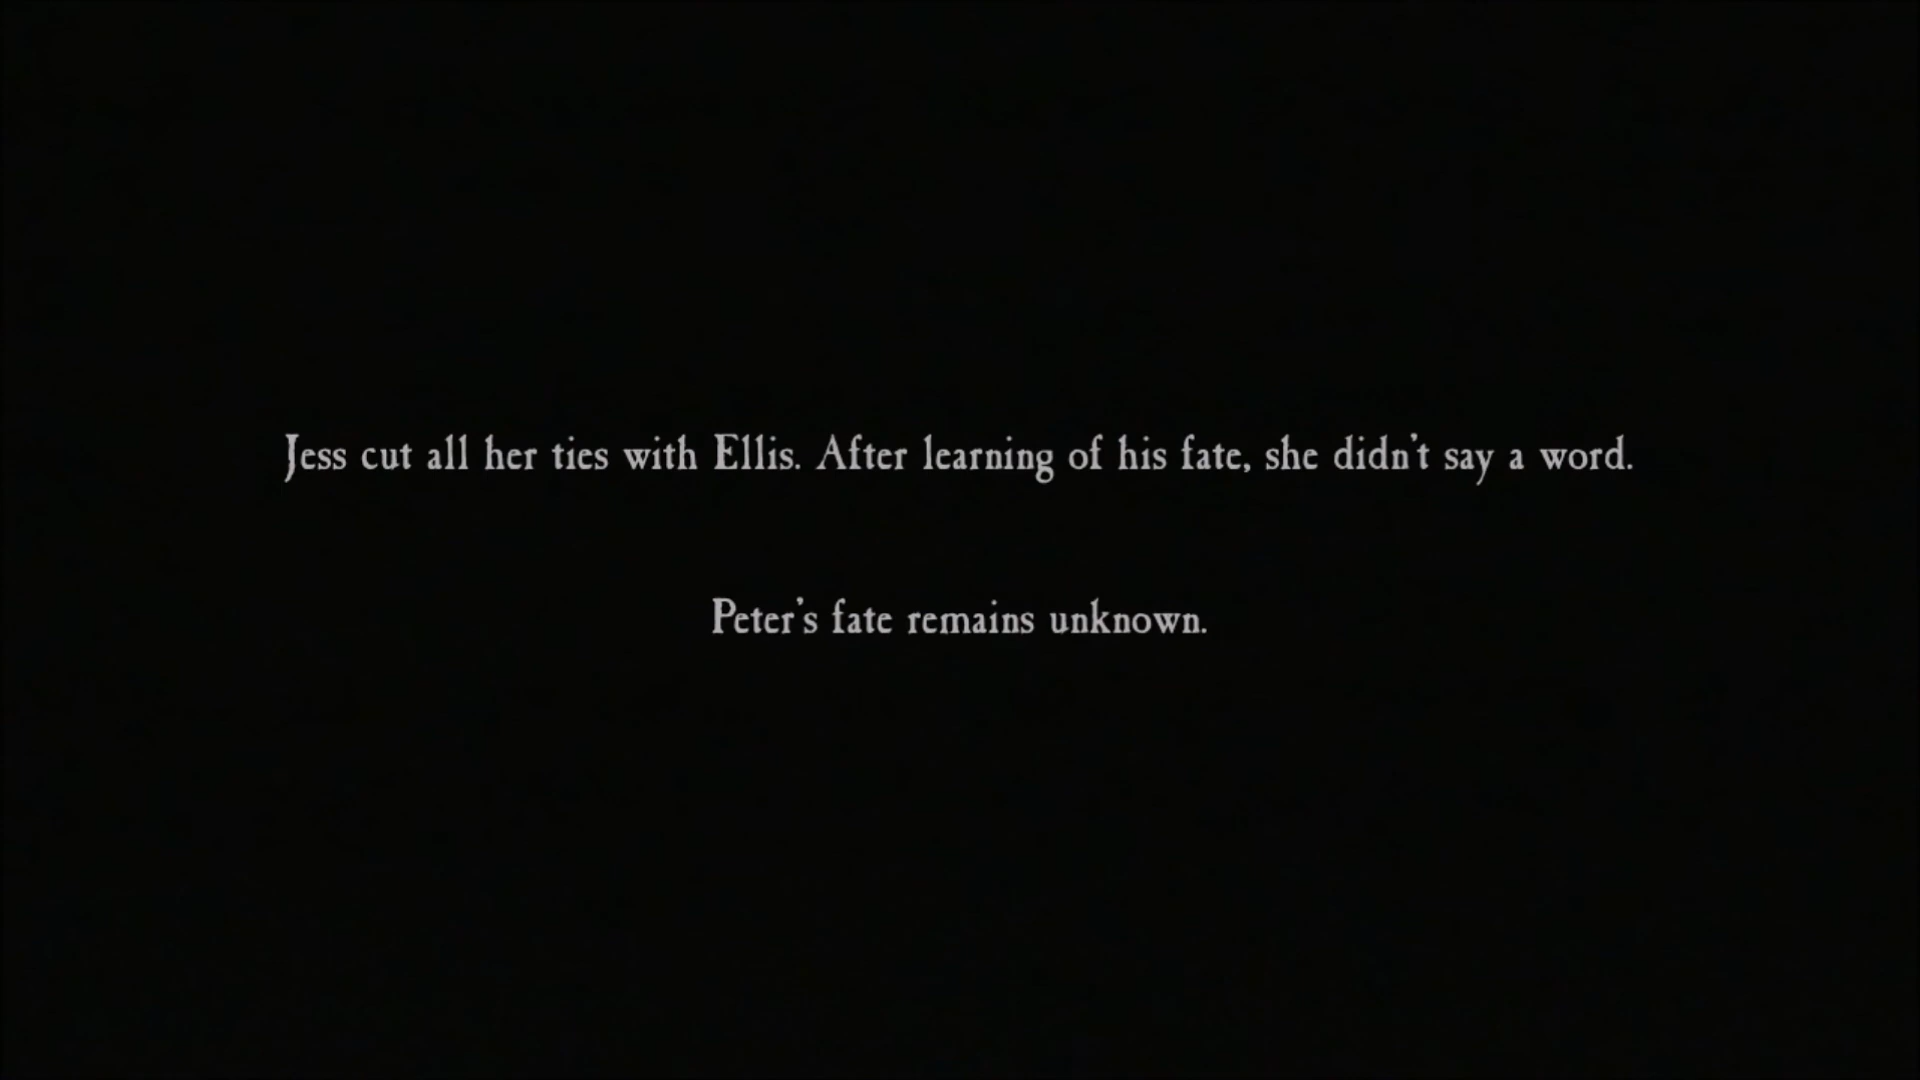 Jess cut all her ties with Ellis. After learning of his fate, she didn't say a word.
Peter's fate remains unknown.